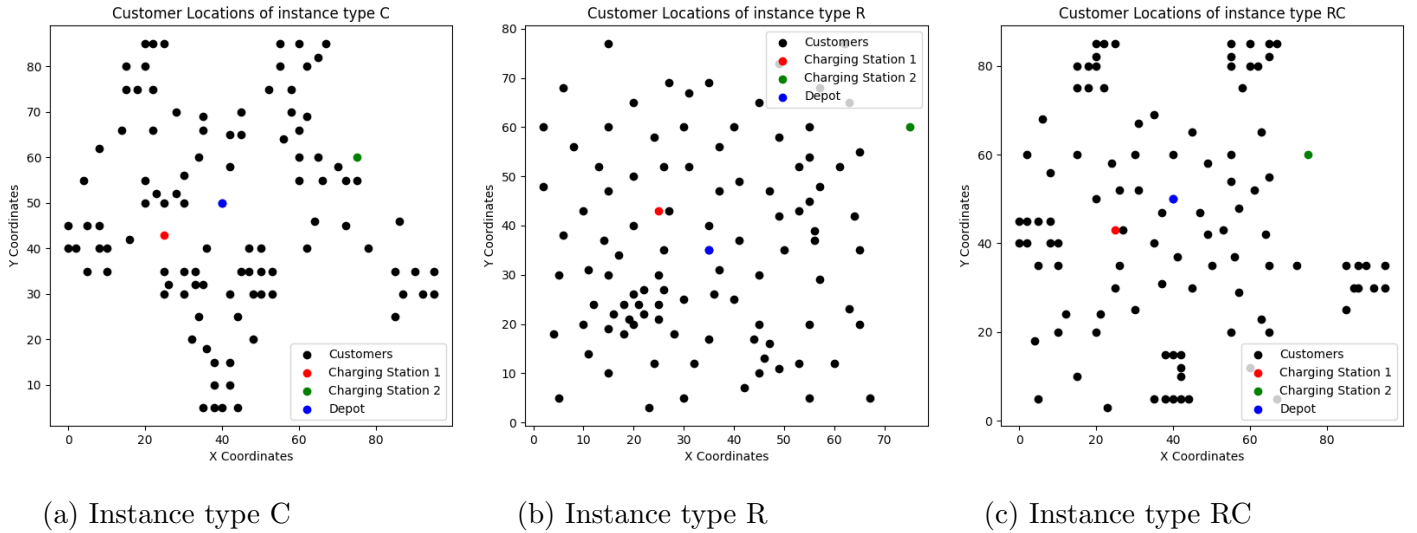 Customer Locations of instance type C
Y Coordinates
80
70
60
50
40
30
20
10
0
20
40
60
80
X Coordinates
Customers
Charging Station 1
Charging Station 2
Depot
(a) Instance type C
Customer Locations of instance type R
Y Coordinates
80
70
60
50
40
30
20
10
0
0
10
20
30
40
50
60
70
X Coordinates
Customers
Charging Station 1
Charging Station 2
Depot
(b) Instance type R
Customer Locations of instance type RC
Y Coordinates
80
60
40
20
0
0
20
40
60
80
X Coordinates
Customers
Charging Station 1
Charging Station 2
Depot
(c) Instance type RC